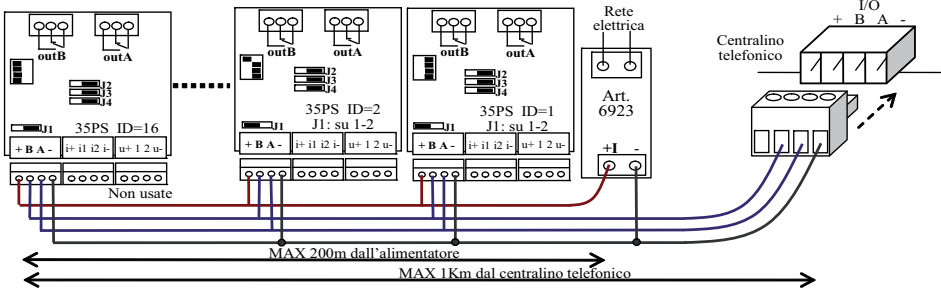 I/O
+ B A -
Centralino
telefonico
Rete
elettrica
Art.
6923
+I -
outB outA
J2
J3
J4
J1
35PS ID=16
+ B A - i+ i1 i2 i- u+ 1 2 u-
Non usate
outB outA
J2
J3
J4
J1
35PS ID=2
J1: su 1-2
+ B A - i+ i1 i2 i- u+ 1 2 u-
outB outA
J2
J3
J4
J1
35PS ID=1
J1: su 1-2
+ B A - i+ i1 i2 i- u+ 1 2 u-
MAX 200m dall'alimentatore
MAX 1Km dal centralino telefonico